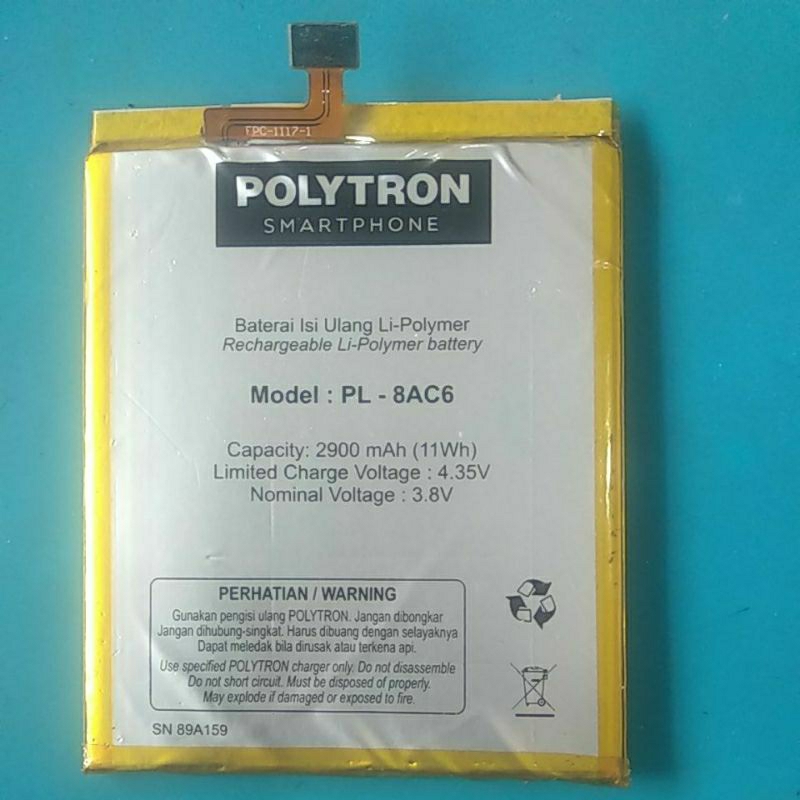 FPC-1117-1
POLYTRON
SMARTPHONE
Baterai Isi Ulang Li-Polymer
Rechargeable Li-Polymer battery
Model : PL - 8AC6
Capacity: 2900 mAh (11Wh)
Limited Charge Voltage : 4.35V
Nominal Voltage : 3.8V
PERHATIAN / WARNING
Gunakan pengisi ulang POLYTRON. Jangan dibongkar
Jangan dihubung-singkat. Harus dibuang dengan selayaknya
Dapat meledak bila dirusak atau terkena api.
Use specified POLYTRON charger only. Do not disassemble
Do not short circuit. Must be disposed of properly.
May explode if damaged or exposed to fire.
SN 89A159